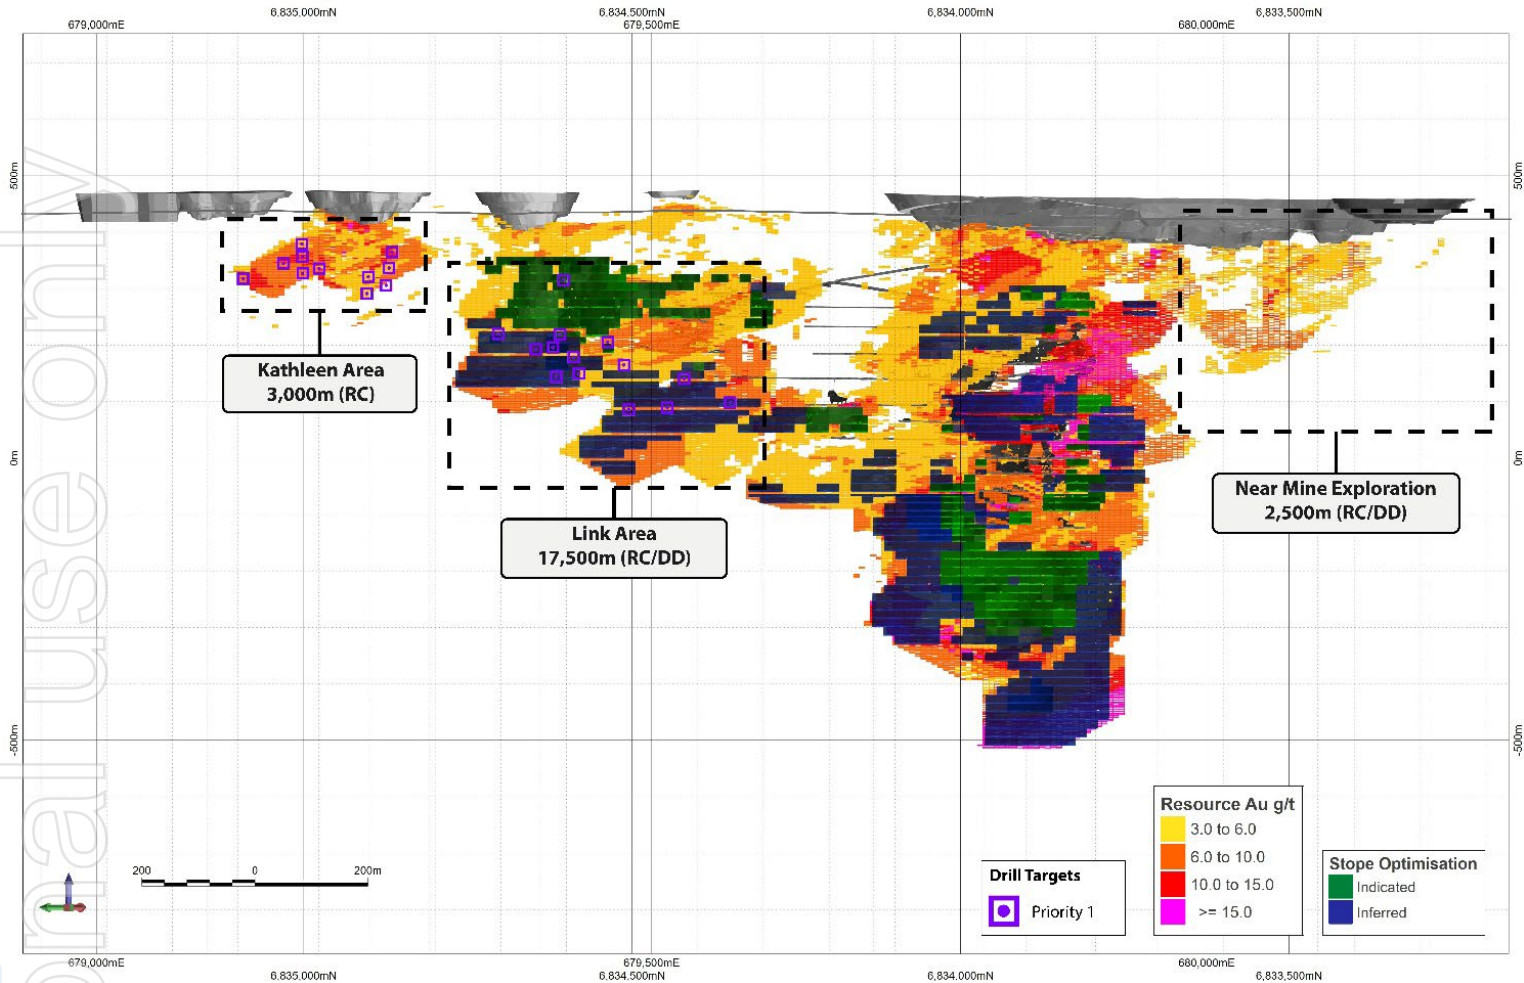 6,835,000mN 6,834,500mN 6,834,000mN 6,833,500mN
679,000mE 679,500mE 680,000mE
500m 500m
Kathleen Area
3,000m (RC)
0m 0m
Near Mine Exploration
2,500m (RC/DD)
Link Area
17,500m (RC/DD)
-500m -500m
Resource Au g/t
3.0 to 6.0
6.0 to 10.0
10.0 to 15.0
>= 15.0
Stope Optimisation
Indicated
Inferred
Drill Targets
Priority 1
200 0 200m
679,000mE 679,500mE 680,000mE
6,835,000mN 6,834,500mN 6,834,000mN 6,833,500mN
onal use only